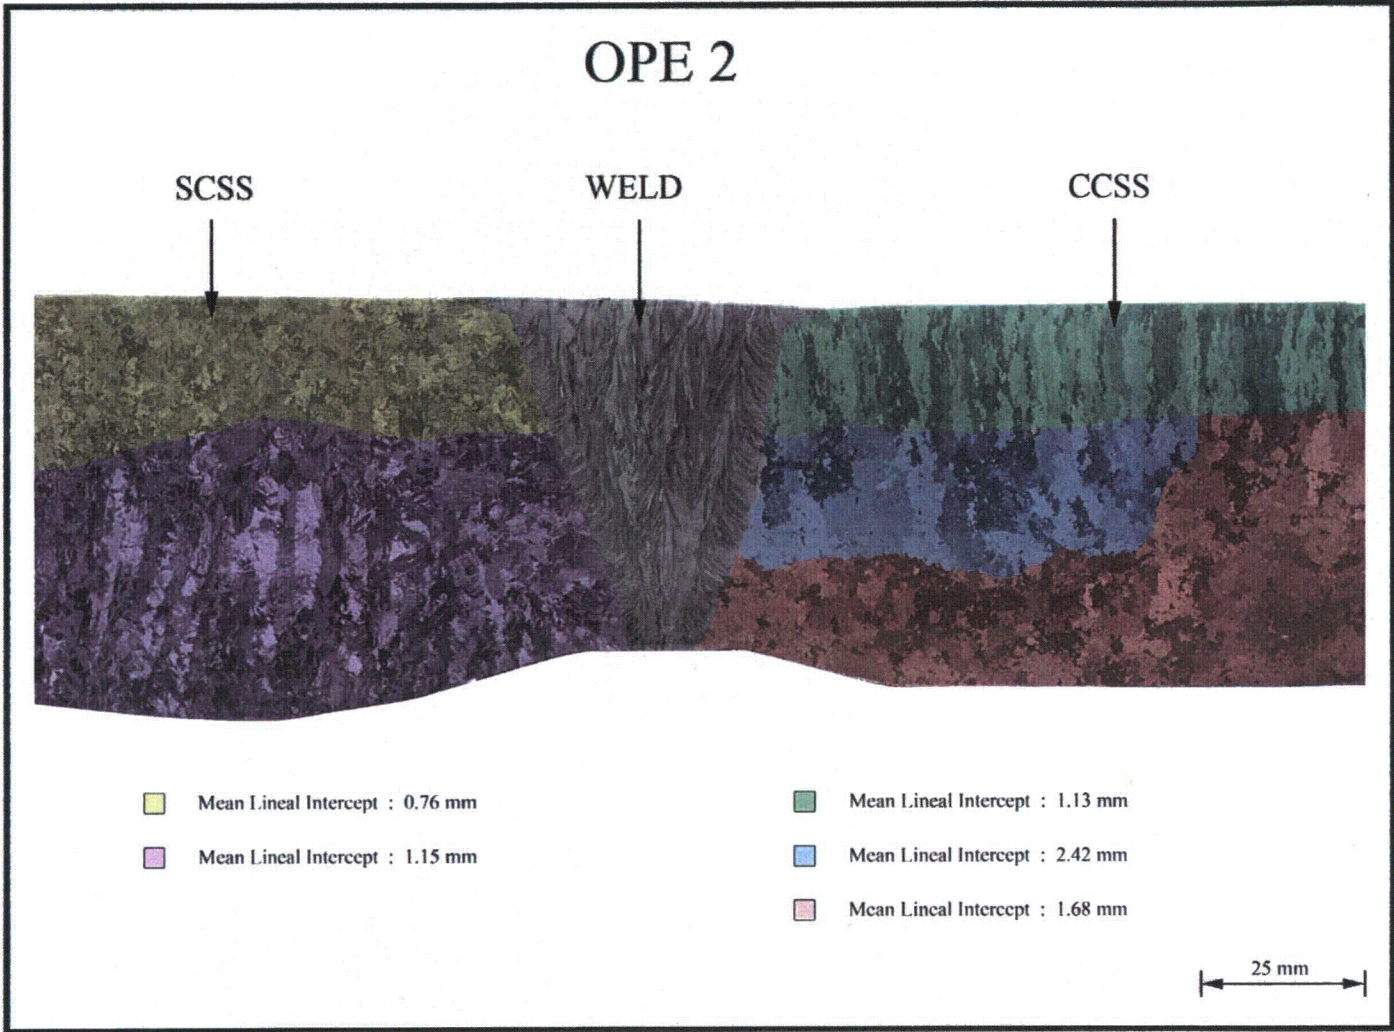 OPE 2
SCSS
WELD
CCSS
Mean Lineal Intercept : 0.76 mm
Mean Lineal Intercept : 1.15 mm
Mean Lineal Intercept : 1.13 mm
Mean Lineal Intercept : 2.42 mm
Mean Lineal Intercept : 1.68 mm
25 mm